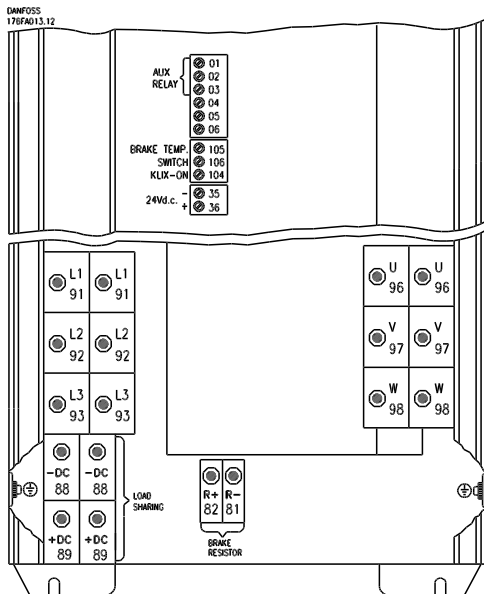 DANFOSS
176FA013.12
AUX
RELAY
01
02
03
04
05
06
BRAKE TEMP. 105
SWITCH 106
KLIX-ON 104
24Vd.c.
- 35
+ 36
L1 L1
91 91
L2 L2
92 92
L3 L3
93 93
-DC -DC
88 88
+DC +DC
89 89
LOAD
SHARING
R+ R-
82 81
BRAKE
RESISTOR
U U
96 96
V V
97 97
W W
98 98